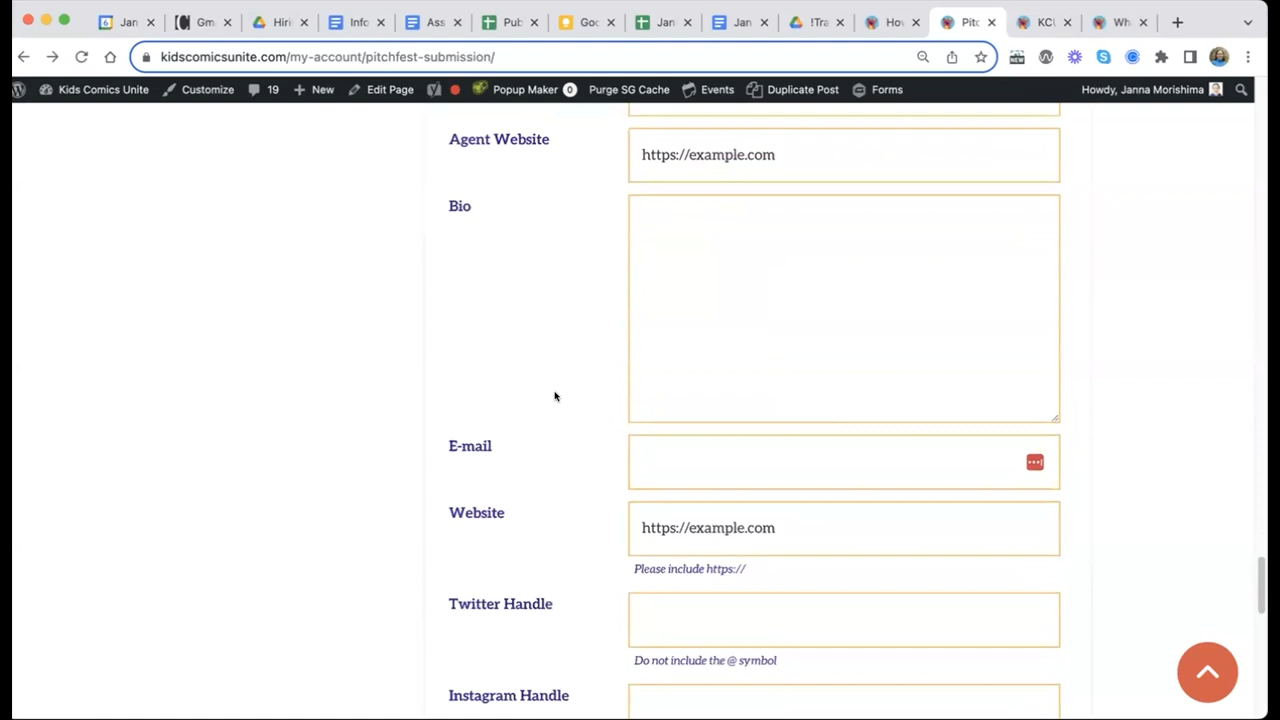 Jan
Gm
Hiri
Info
Ass
Pub
Goo
Jan
Jan
!Tra
How
Pitc
KCU
Wh
kidscomicsunite.com/my-account/pitchfest-submission/
NEW
Kids Comics Unite
Customize
19
New
Edit Page
Popup Maker 0
Purge SG Cache
Events
Duplicate Post
Forms
Howdy, Janna Morishima
Agent Website
https://example.com
Bio
E-mail
Website
https://example.com
Please include https://
Twitter Handle
Do not include the @ symbol
Instagram Handle